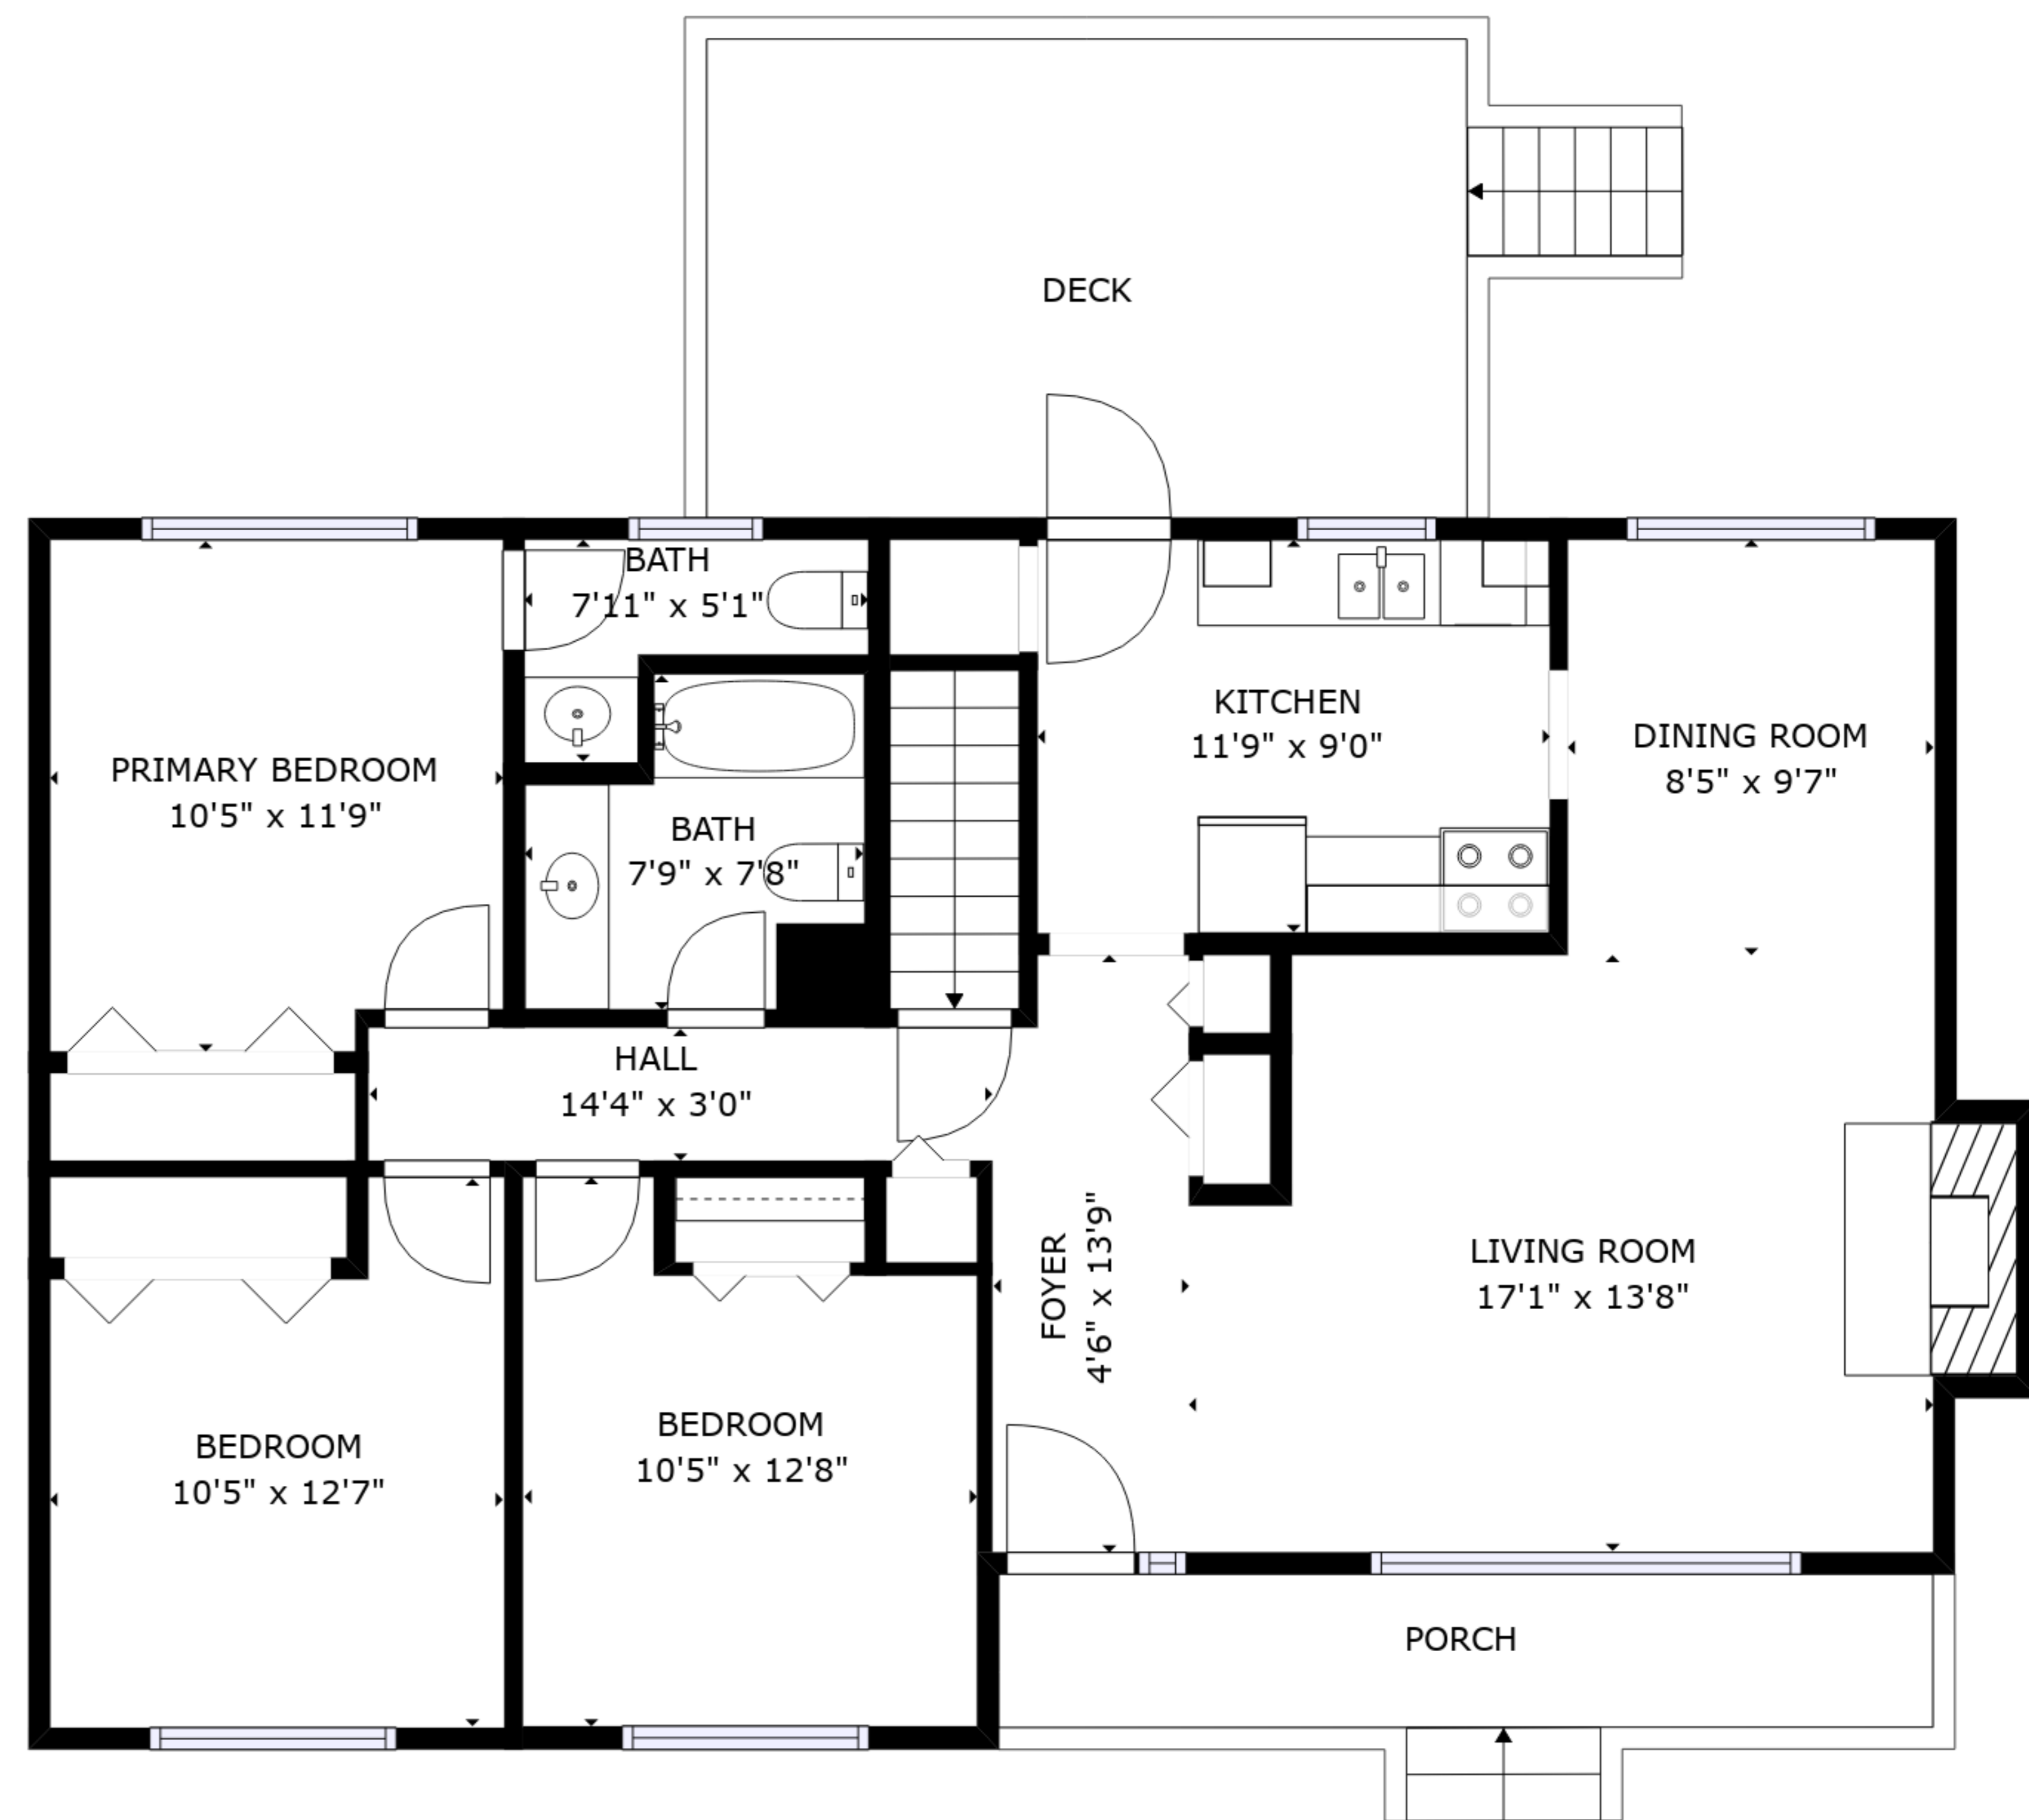 DECK
BATH
7'11" x 5'1"
KITCHEN
11'9" x 9'0"
DINING ROOM
8'5" x 9'7"
PRIMARY BEDROOM
10'5" x 11'9"
BATH
7'9" x 7'8"
HALL
14'4" x 3'0"
FOYER
4'6" x 13'9"
LIVING ROOM
17'1" x 13'8"
BEDROOM
10'5" x 12'7"
BEDROOM
10'5" x 12'8"
PORCH